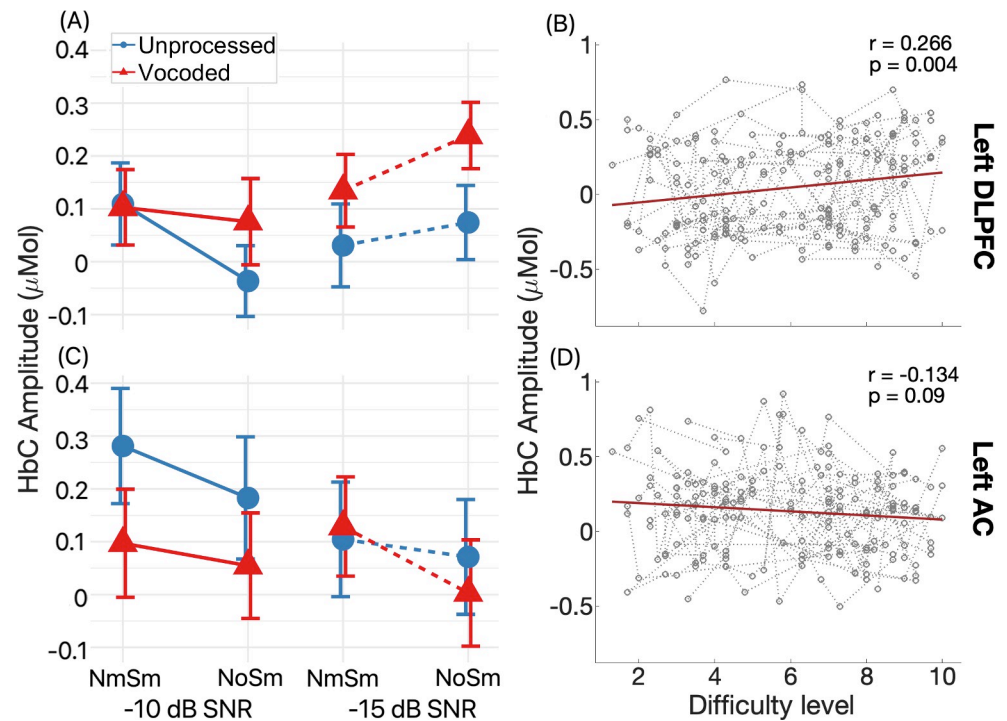 (A)
Unprocessed
Vocoded
0.4
0.3
0.2
0.1
0
-0.1
HbC Amplitude (μMol)
(B)
r = 0.266
p = 0.004
1
0.5
0
-0.5
HbC Amplitude (μMol)
Left DLPFC
(C)
0.4
0.3
0.2
0.1
0
-0.1
NmSm NoSm NmSm NoSm
-10 dB SNR -15 dB SNR
(D)
r = -0.134
p = 0.09
1
0.5
0
-0.5
Left AC
2 4 6 8 10
Difficulty level